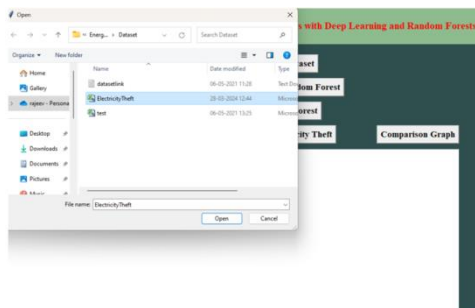 Open
s with Deep Learning and Random Forests
Energ... > Dataset
Search Dataset
Organize New folder
Name Date modified Type
Home
Gallery
rajeev - Persona
datasetlink 06-05-2021 11:28 Text Do
ElectricityTheft 28-03-2024 12:44 Micros
test 06-05-2021 13:25 Micros
Desktop
Downloads
Documents
Pictures
Music
File name: ElectricityTheft
Open Cancel
taset
dom Forest
orest
city Theft Comparison Graph